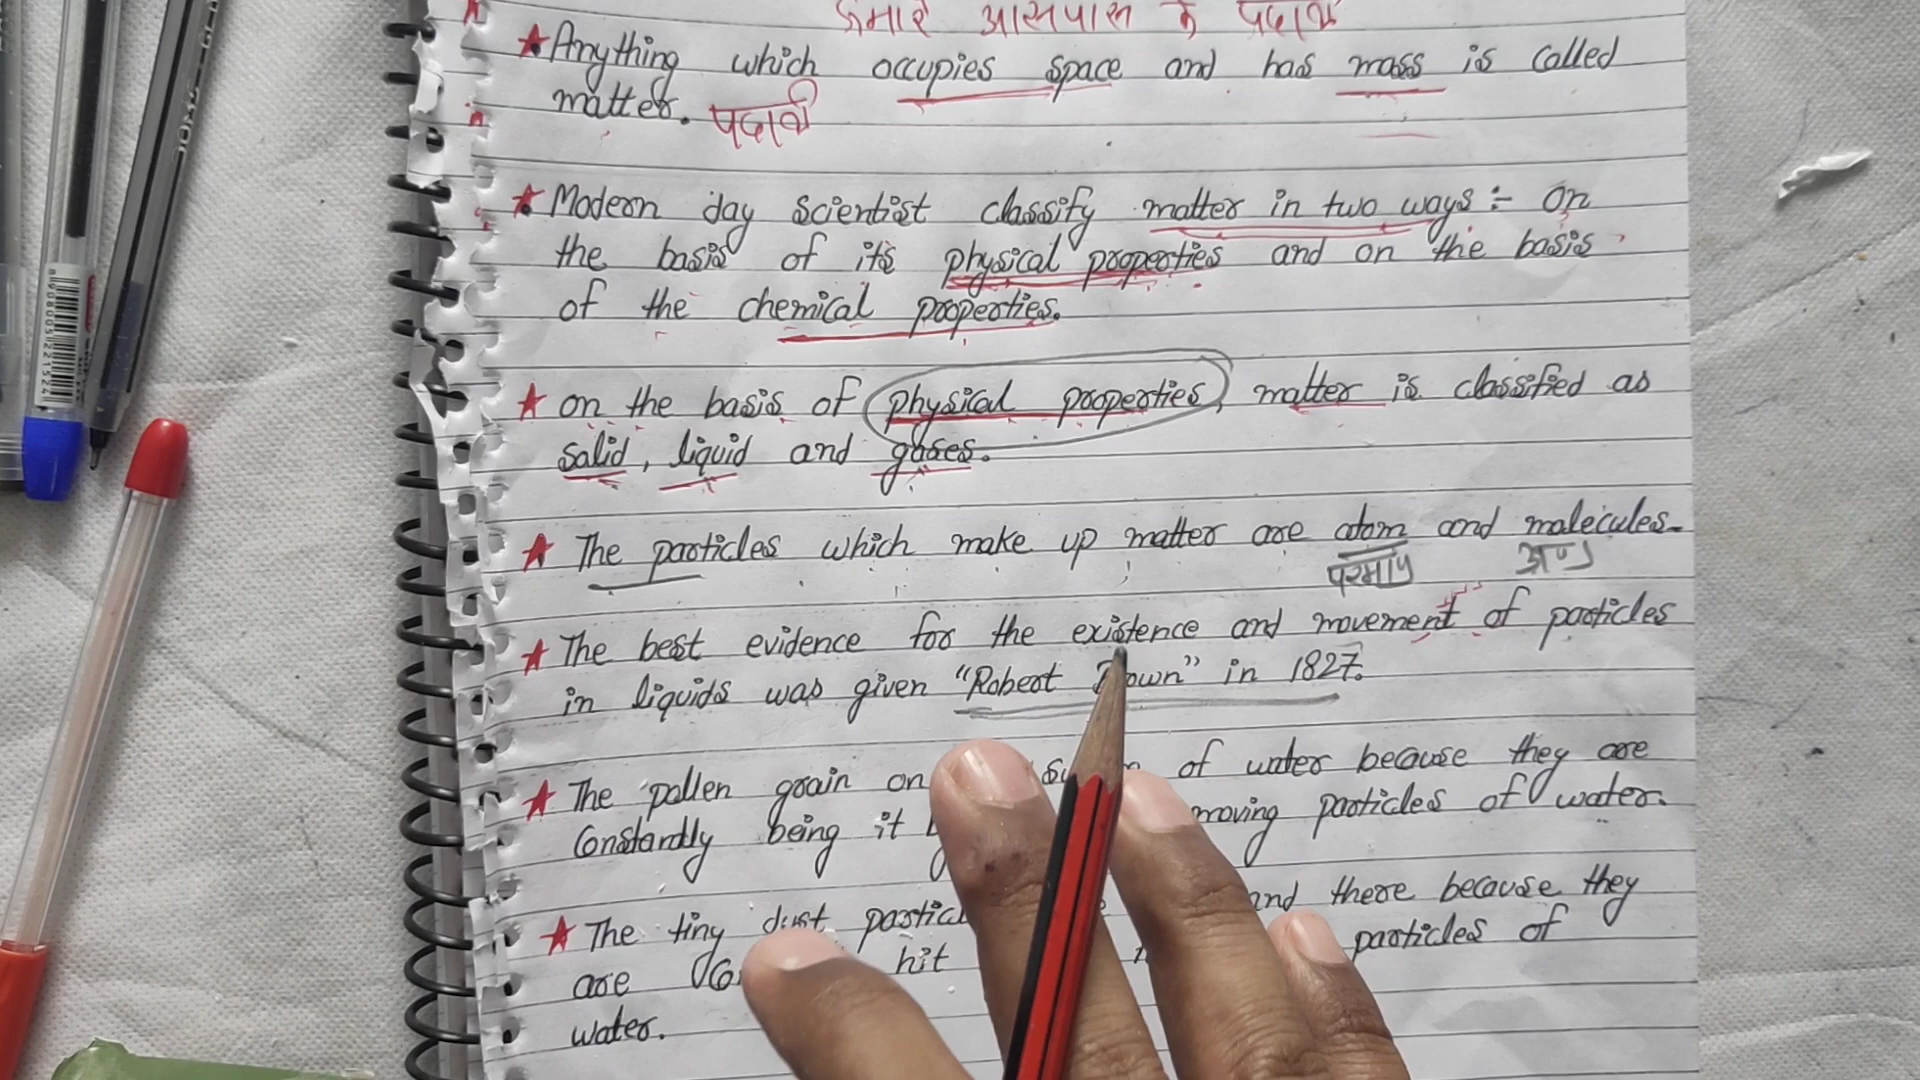 हमारे आसपास के पदार्थ
Anything which occupies space and has mass is called
matter. पदार्थ
Modern day scientist classify matter in two ways :- On
the basis of its physical properties and on the basis
of the chemical properties.
on the basis of physical properties, matter is classified as
salid, liquid and gases.
The particles which make up matter are atom and malecules.
परमाणु अणु
The best evidence for the existence and movement of particles
in liquids was given "Robert Brown" in 1827.
The pollen grain on of water because they are
Constantly being it moving particles of water.
The tiny dust and there because they
are hit particles of
water.